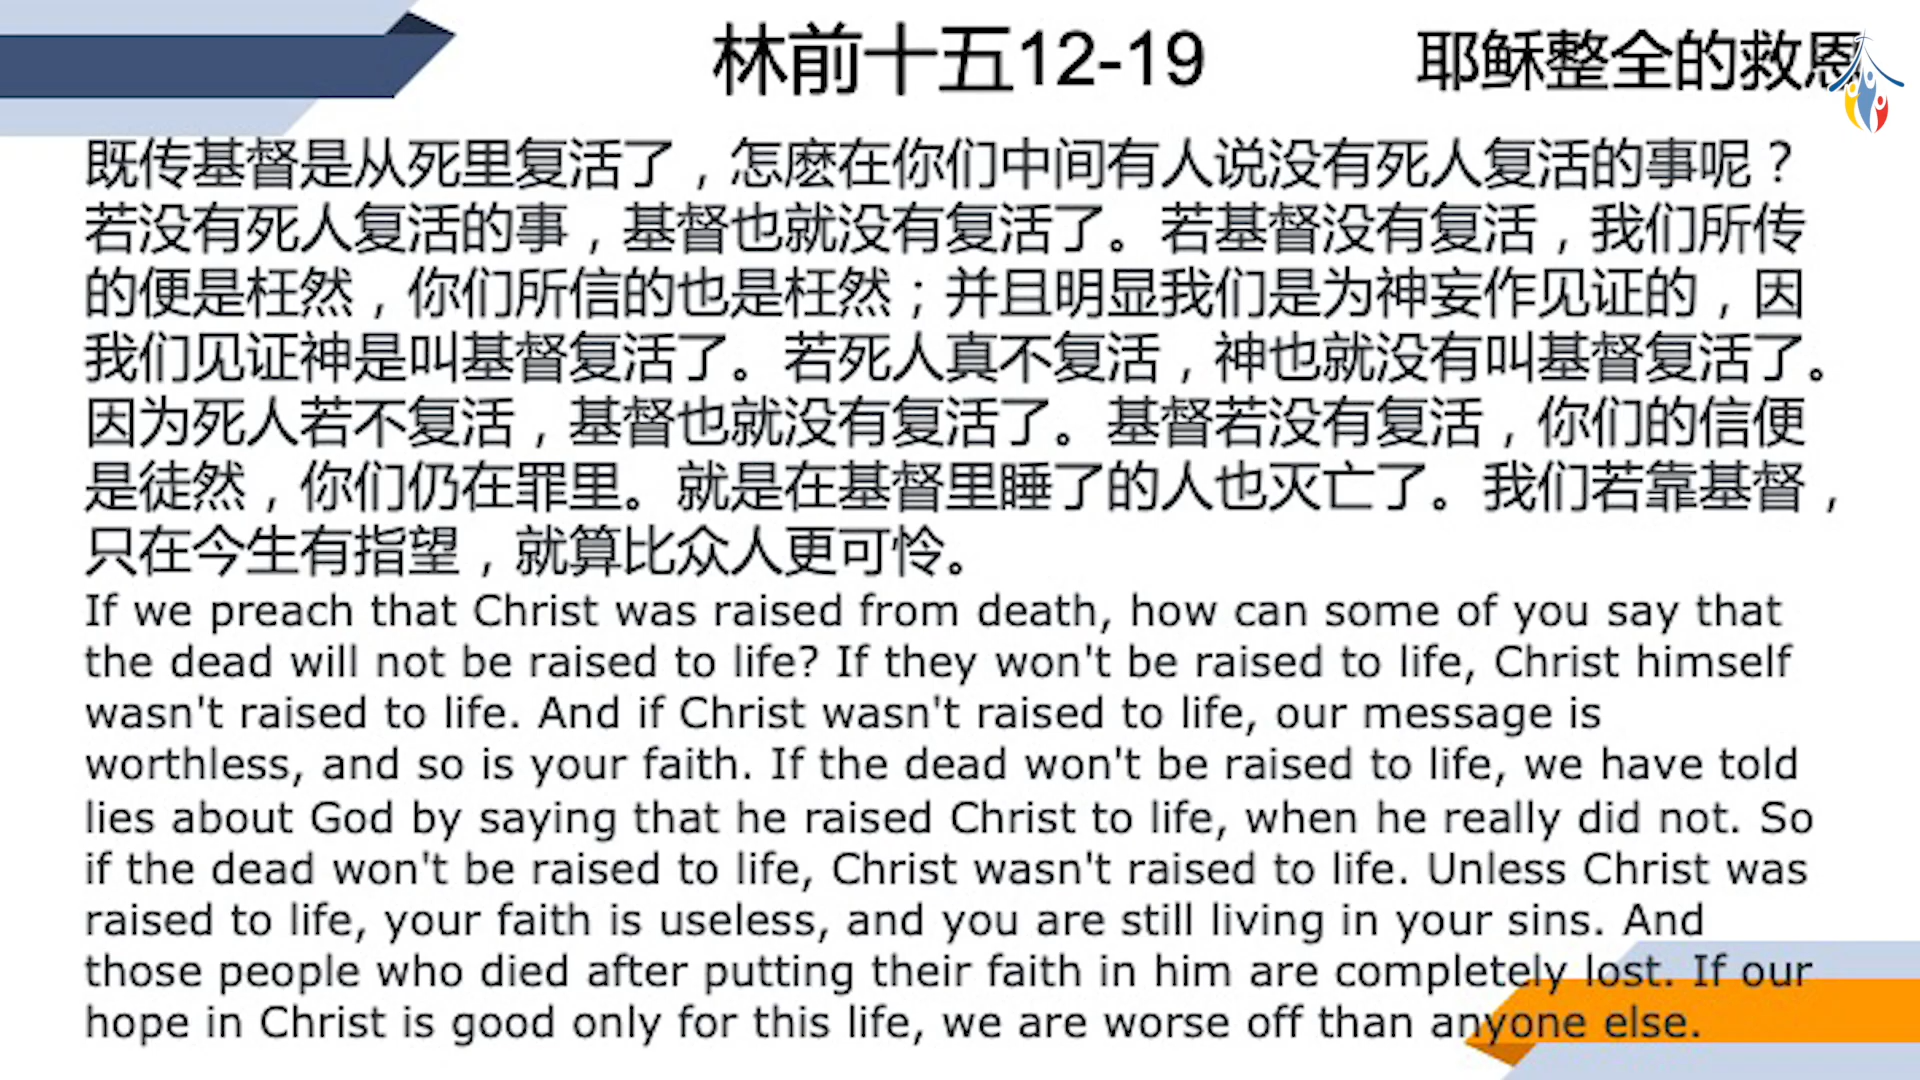 林前十五12-19
耶稣整全的救恩
既传基督是从死里复活了，怎麽在你们中间有人说没有死人复活的事呢？
若没有死人复活的事，基督也就没有复活了。若基督没有复活，我们所传
的便是枉然，你们所信的也是枉然；并且明显我们是为神妄作见证的，因
我们见证神是叫基督复活了。若死人真不复活，神也就没有叫基督复活了。
因为死人若不复活，基督也就没有复活了。基督若没有复活，你们的信便
是徒然，你们仍在罪里。就是在基督里睡了的人也灭亡了。我们若靠基督，
只在今生有指望，就算比众人更可怜。
If we preach that Christ was raised from death, how can some of you say that
the dead will not be raised to life? If they won't be raised to life, Christ himself
wasn't raised to life. And if Christ wasn't raised to life, our message is
worthless, and so is your faith. If the dead won't be raised to life, we have told
lies about God by saying that he raised Christ to life, when he really did not. So
if the dead won't be raised to life, Christ wasn't raised to life. Unless Christ was
raised to life, your faith is useless, and you are still living in your sins. And
those people who died after putting their faith in him are completely lost. If our
hope in Christ is good only for this life, we are worse off than anyone else.